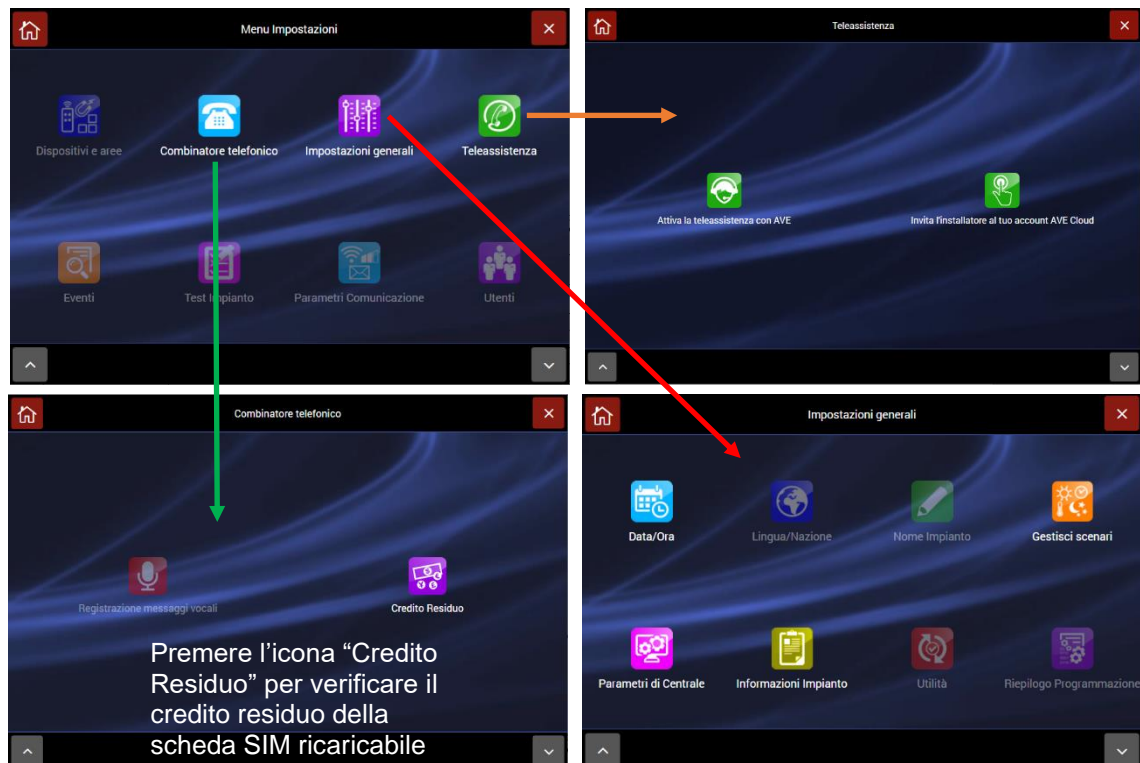 Menu Impostazioni
Dispositivi e aree
Combinatore telefonico
Impostazioni generali
Teleassistenza
Eventi
Test Impianto
Parametri Comunicazione
Utenti
Teleassistenza
Attiva la teleassistenza con AVE
Invita l'installatore al tuo account AVE Cloud
Combinatore telefonico
Registrazione messaggi vocali
Credito Residuo
Premere l’icona “Credito
Residuo” per verificare il
credito residuo della
scheda SIM ricaricabile
Impostazioni generali
Data/Ora
Lingua/Nazione
Nome Impianto
Gestisci scenari
Parametri di Centrale
Informazioni Impianto
Utilità
Riepilogo Programmazione